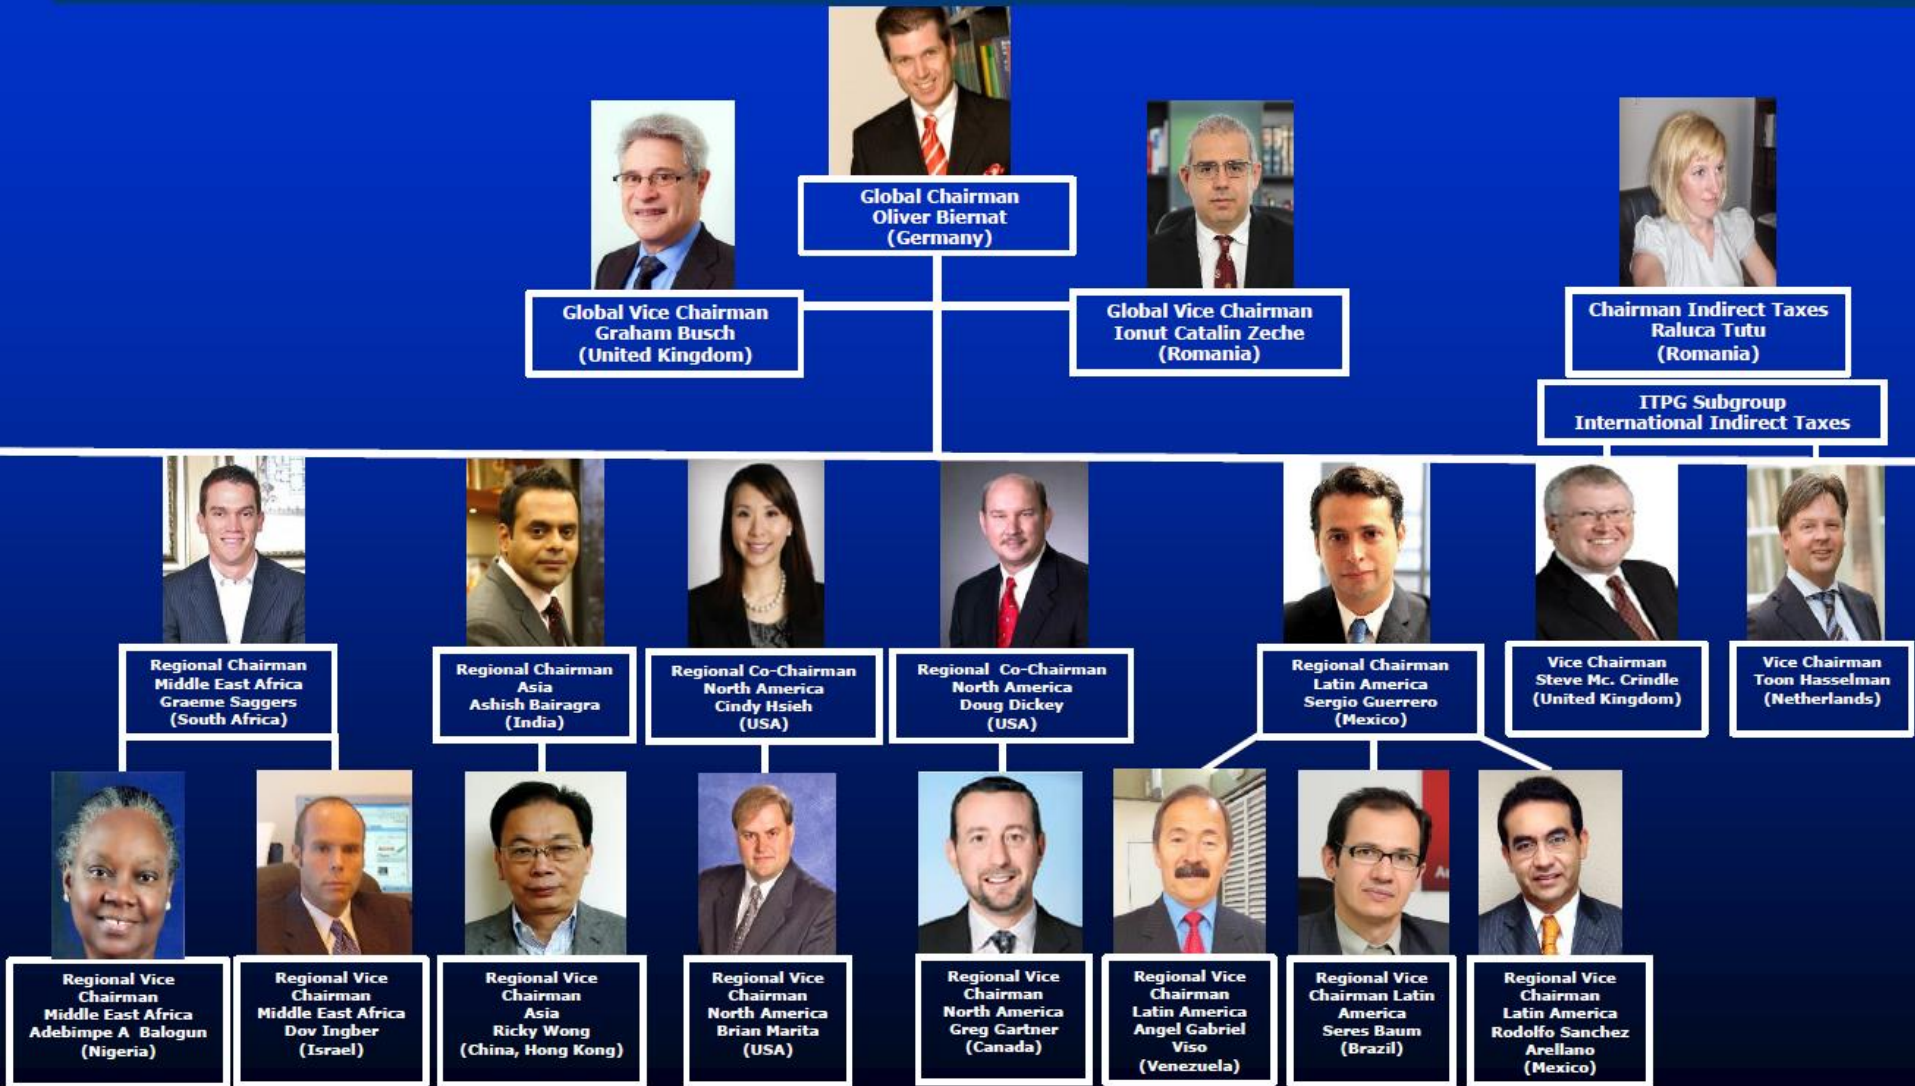 Global Chairman
Oliver Biernat
(Germany)
Global Vice Chairman
Graham Busch
(United Kingdom)
Global Vice Chairman
Ionut Catalin Zeche
(Romania)
Chairman Indirect Taxes
Raluca Tutu
(Romania)
ITPG Subgroup
International Indirect Taxes
Regional Chairman
Middle East Africa
Graeme Saggers
(South Africa)
Regional Chairman
Asia
Ashish Bairagra
(India)
Regional Co-Chairman
North America
Cindy Hsieh
(USA)
Regional Co-Chairman
North America
Doug Dickey
(USA)
Regional Chairman
Latin America
Sergio Guerrero
(Mexico)
Vice Chairman
Steve Mc. Crindle
(United Kingdom)
Vice Chairman
Toon Hasselman
(Netherlands)
Regional Vice
Chairman
Middle East Africa
Adebimpe A Balogun
(Nigeria)
Regional Vice
Chairman
Middle East Africa
Dov Ingber
(Israel)
Regional Vice
Chairman
Asia
Ricky Wong
(China, Hong Kong)
Regional Vice
Chairman
North America
Brian Marita
(USA)
Regional Vice
Chairman
North America
Greg Gartner
(Canada)
Regional Vice
Chairman
Latin America
Angel Gabriel
Viso
(Venezuela)
Regional Vice
Chairman Latin
America
Seres Baum
(Brazil)
Regional Vice
Chairman
Latin America
Rodolfo Sanchez
Arellano
(Mexico)